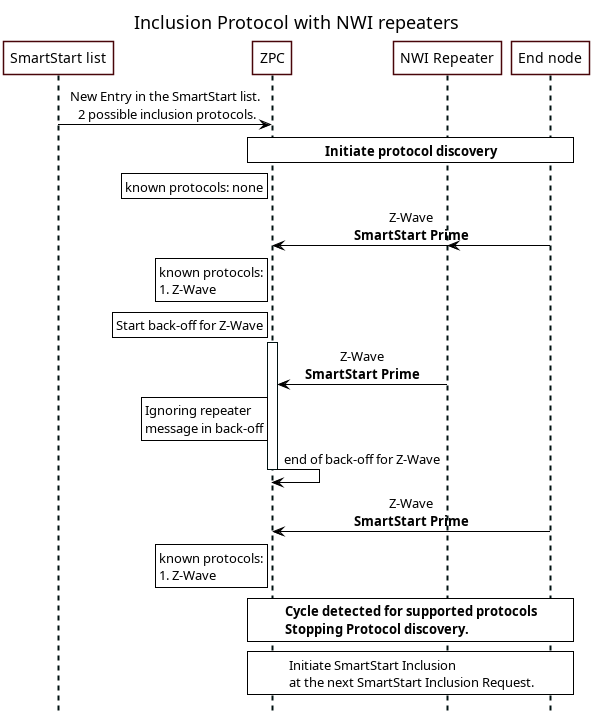 Inclusion Protocol with NWI repeaters
SmartStart list
ZPC
NWI Repeater
End node
New Entry in the SmartStart list.
2 possible inclusion protocols.
Initiate protocol discovery
known protocols: none
Z-Wave
SmartStart Prime
known protocols:
1. Z-Wave
Start back-off for Z-Wave
Z-Wave
SmartStart Prime
Ignoring repeater
message in back-off
end of back-off for Z-Wave
Z-Wave
SmartStart Prime
known protocols:
1. Z-Wave
Cycle detected for supported protocols
Stopping Protocol discovery.
Initiate SmartStart Inclusion
at the next SmartStart Inclusion Request.